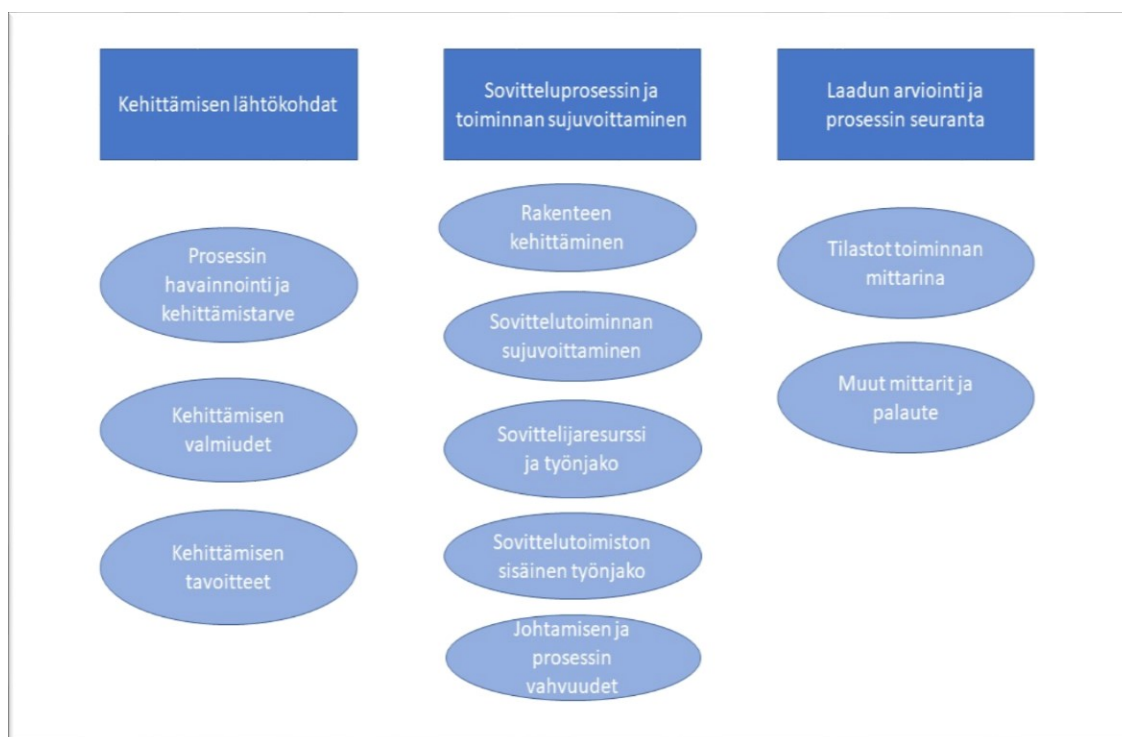 Kehittämisen lähtökohdat
Prosessin
havainnointi ja
kehittämistarve
Kehittämisen
valmiudet
Kehittämisen
tavoitteet
Sovitteluprosessin ja
toiminnan sujuvoittaminen
Rakenteen
kehittäminen
Sovittelutoiminnan
sujuvoittaminen
Sovittelijaresurssi
ja työnjako
Sovittelutoimiston
sisäinen työnjako
Johtamisen ja
prosessin
vahvuudet
Laadun arviointi ja
prosessin seuranta
Tilastot toiminnan
mittarina
Muut mittarit ja
palaute